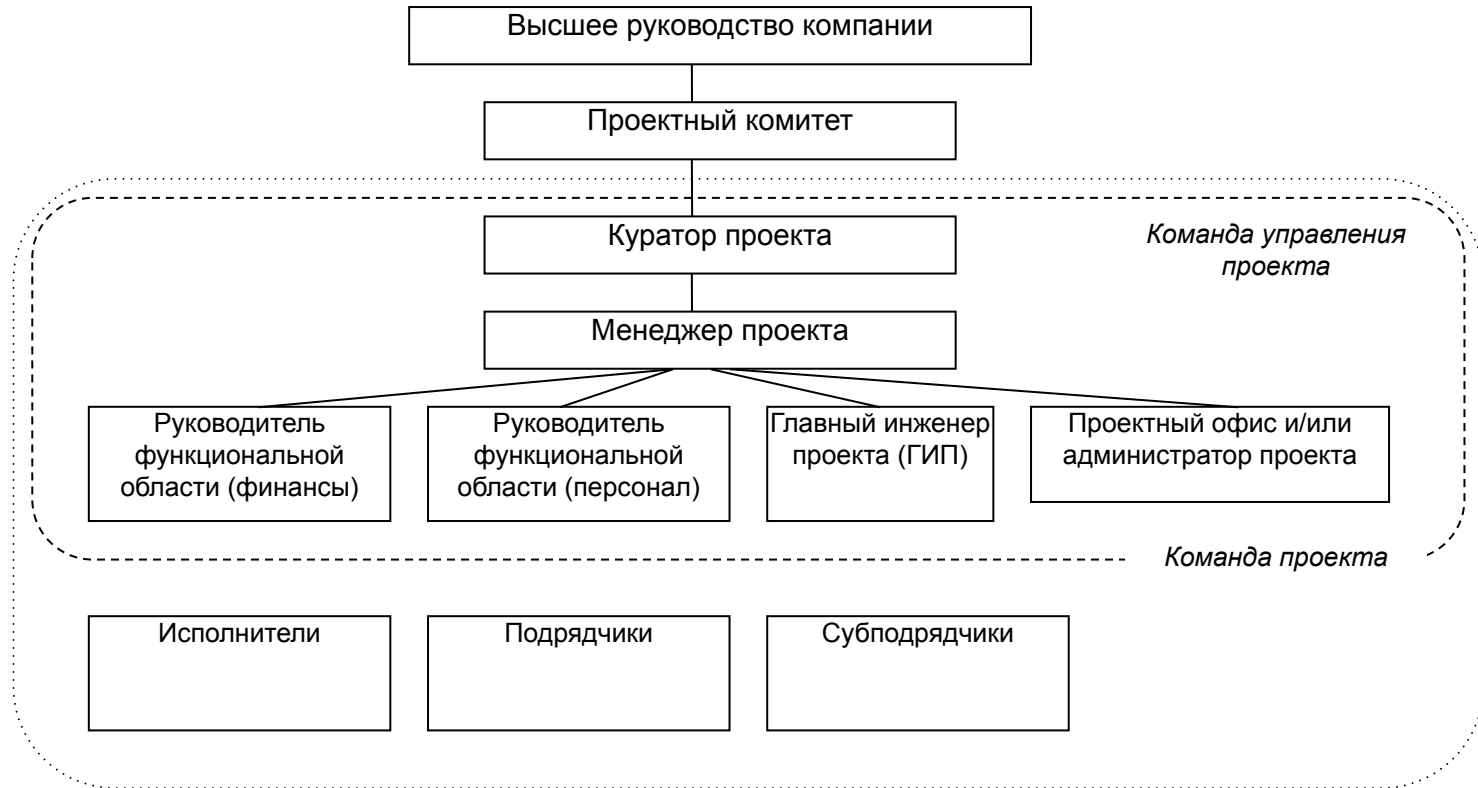 Высшее руководство компании
Проектный комитет
Куратор проекта
Команда управления
проекта
Менеджер проекта
Руководитель
функциональной
области (финансы)
Руководитель
функциональной
области (персонал)
Главный инженер
проекта (ГИП)
Проектный офис и/или
администратор проекта
Команда проекта
Исполнители
Подрядчики
Субподрядчики